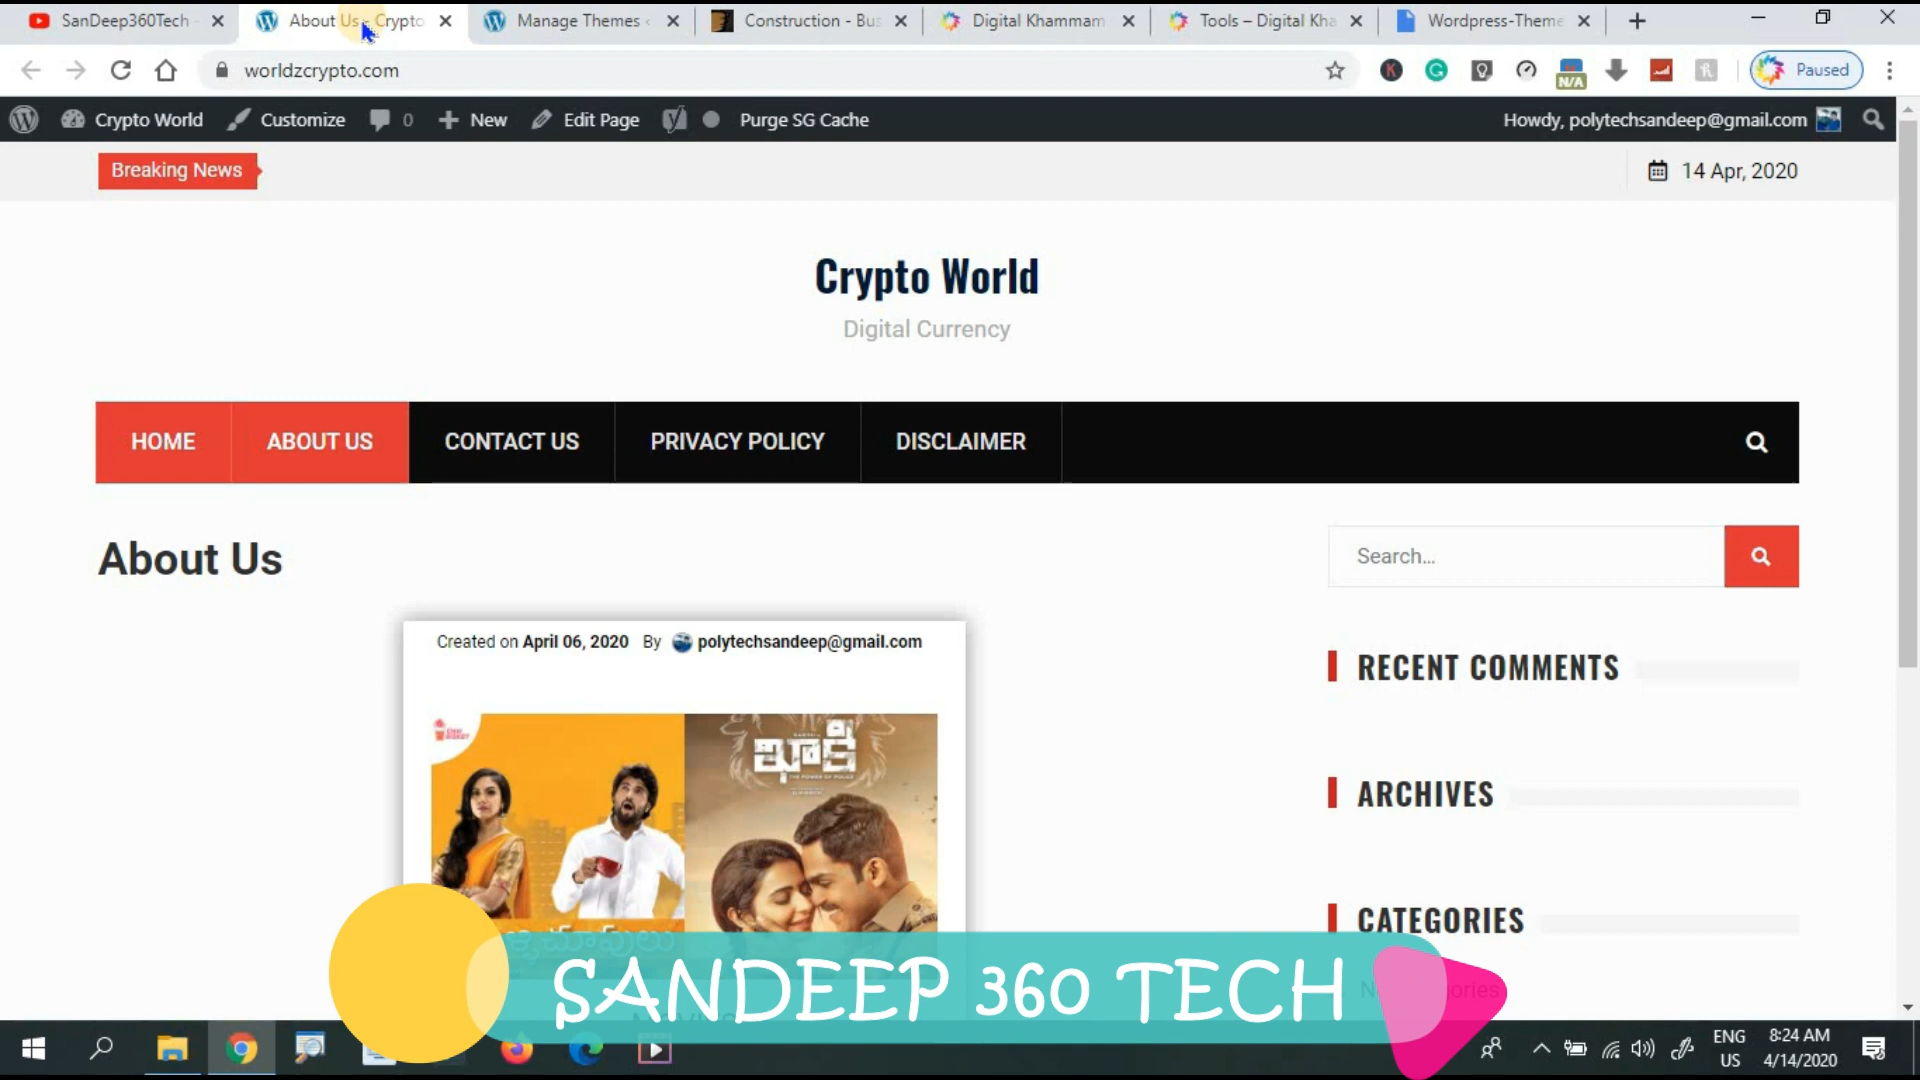 SanDeep360Tech
About Us - Crypto
Manage Themes ‹
Construction - Bus
Digital Khammam
Tools – Digital Kha
Wordpress-Theme
worldzcrypto.com
N/A
Paused
Crypto World
Customize
0
New
Edit Page
Purge SG Cache
Howdy, polytechsandeep@gmail.com
Breaking News
14 Apr, 2020
Crypto World
Digital Currency
HOME
ABOUT US
CONTACT US
PRIVACY POLICY
DISCLAIMER
About Us
Search...
Created on April 06, 2020 By polytechsandeep@gmail.com
RECENT COMMENTS
ఖాకీ
THE POWER OF POLICE
ARCHIVES
CATEGORIES
SANDEEP 360 TECH
ENG
US
8:24 AM
4/14/2020